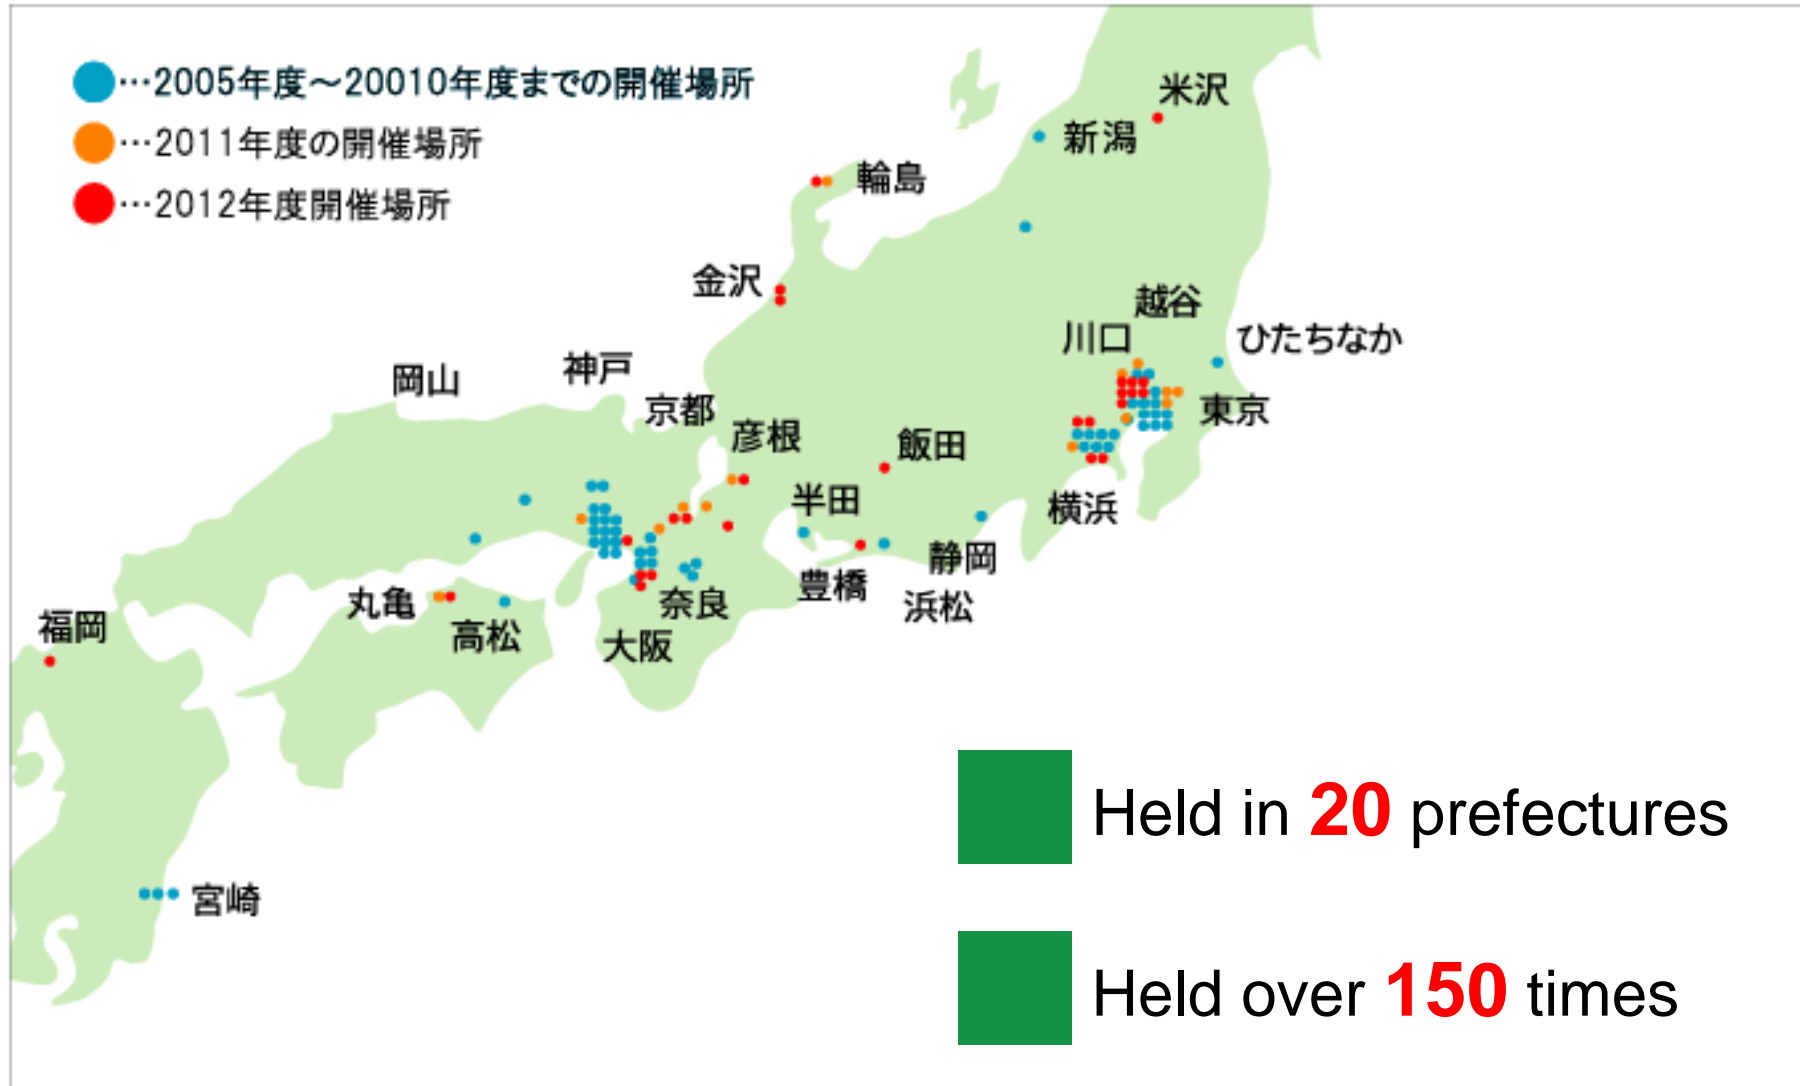 …2005年度～20010年度までの開催場所
…2011年度の開催場所
…2012年度開催場所
米沢
新潟
輪島
金沢
越谷
川口
ひたちなか
岡山
神戸
京都
東京
彦根
飯田
半田
横浜
静岡
豊橋
浜松
丸亀
奈良
高松
大阪
福岡
宮崎
Held in 20 prefectures
Held over 150 times